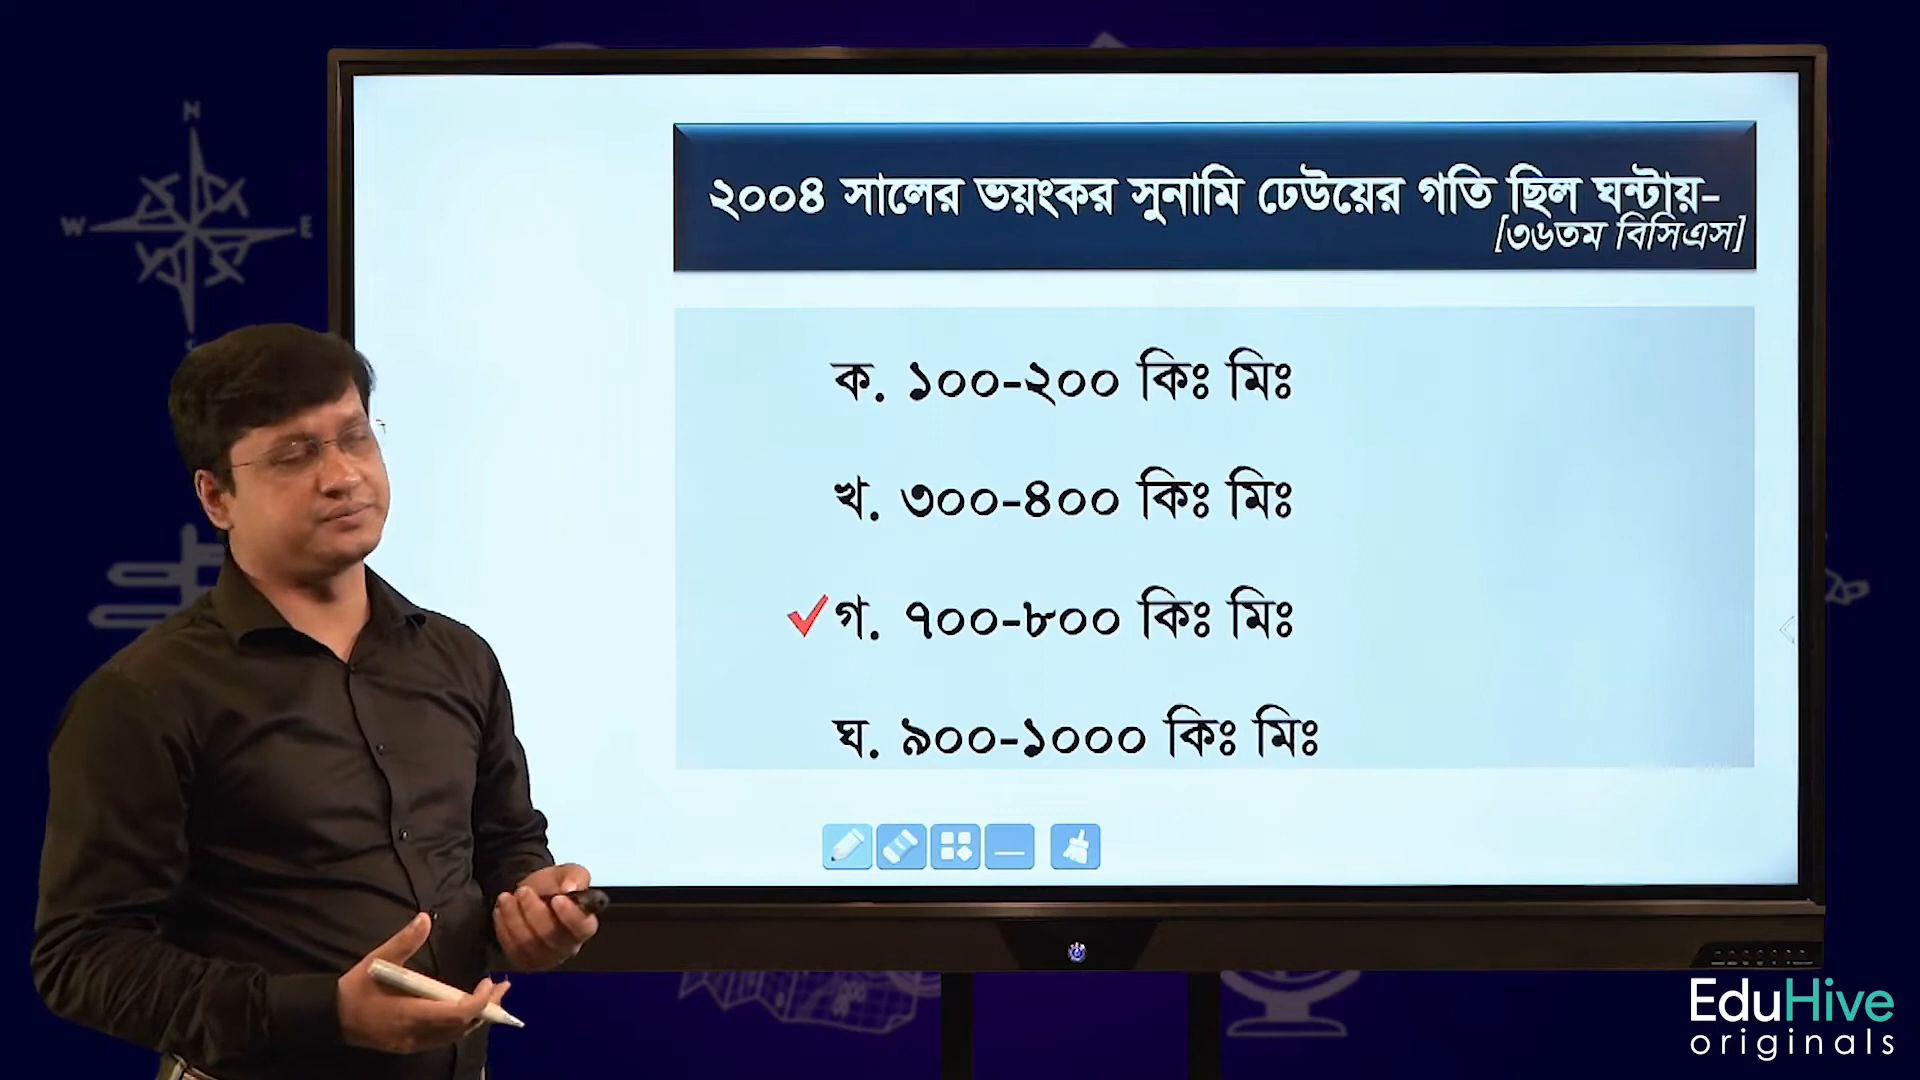 ২০০৪ সালের ভয়ংকর সুনামি ঢেউয়ের গতি ছিল ঘন্টায়-
[৩৬তম বিসিএস]
ক. ১০০-২০০ কিঃ মিঃ
খ. ৩০০-৪০০ কিঃ মিঃ
গ. ৭০০-৮০০ কিঃ মিঃ
ঘ. ৯০০-১০০০ কিঃ মিঃ
N
W E
EduHive
originals